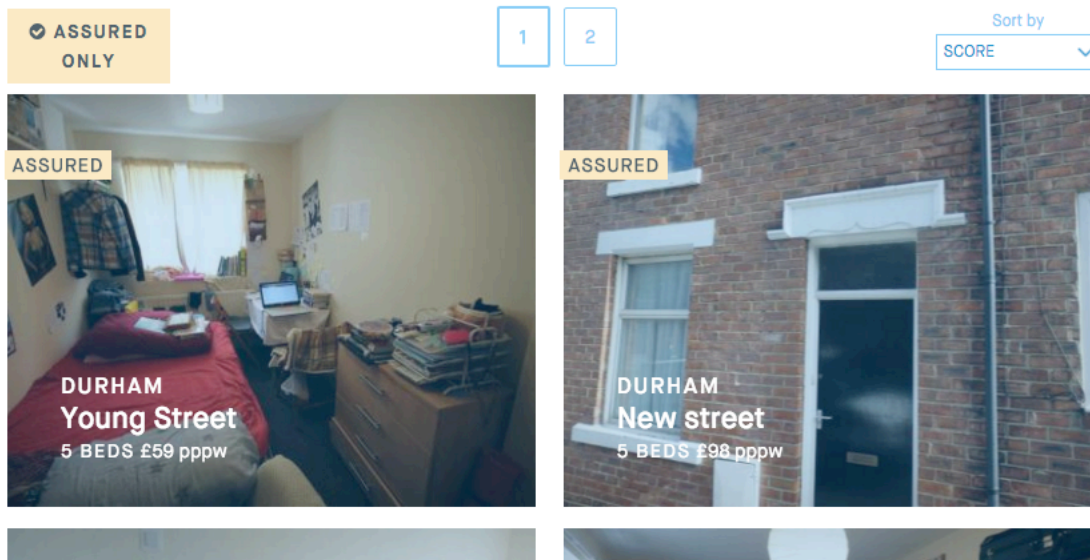 ASSURED
ONLY
1
2
Sort by
SCORE
ASSURED
DURHAM
Young Street
5 BEDS £59 pppw
ASSURED
DURHAM
New street
5 BEDS £98 pppw